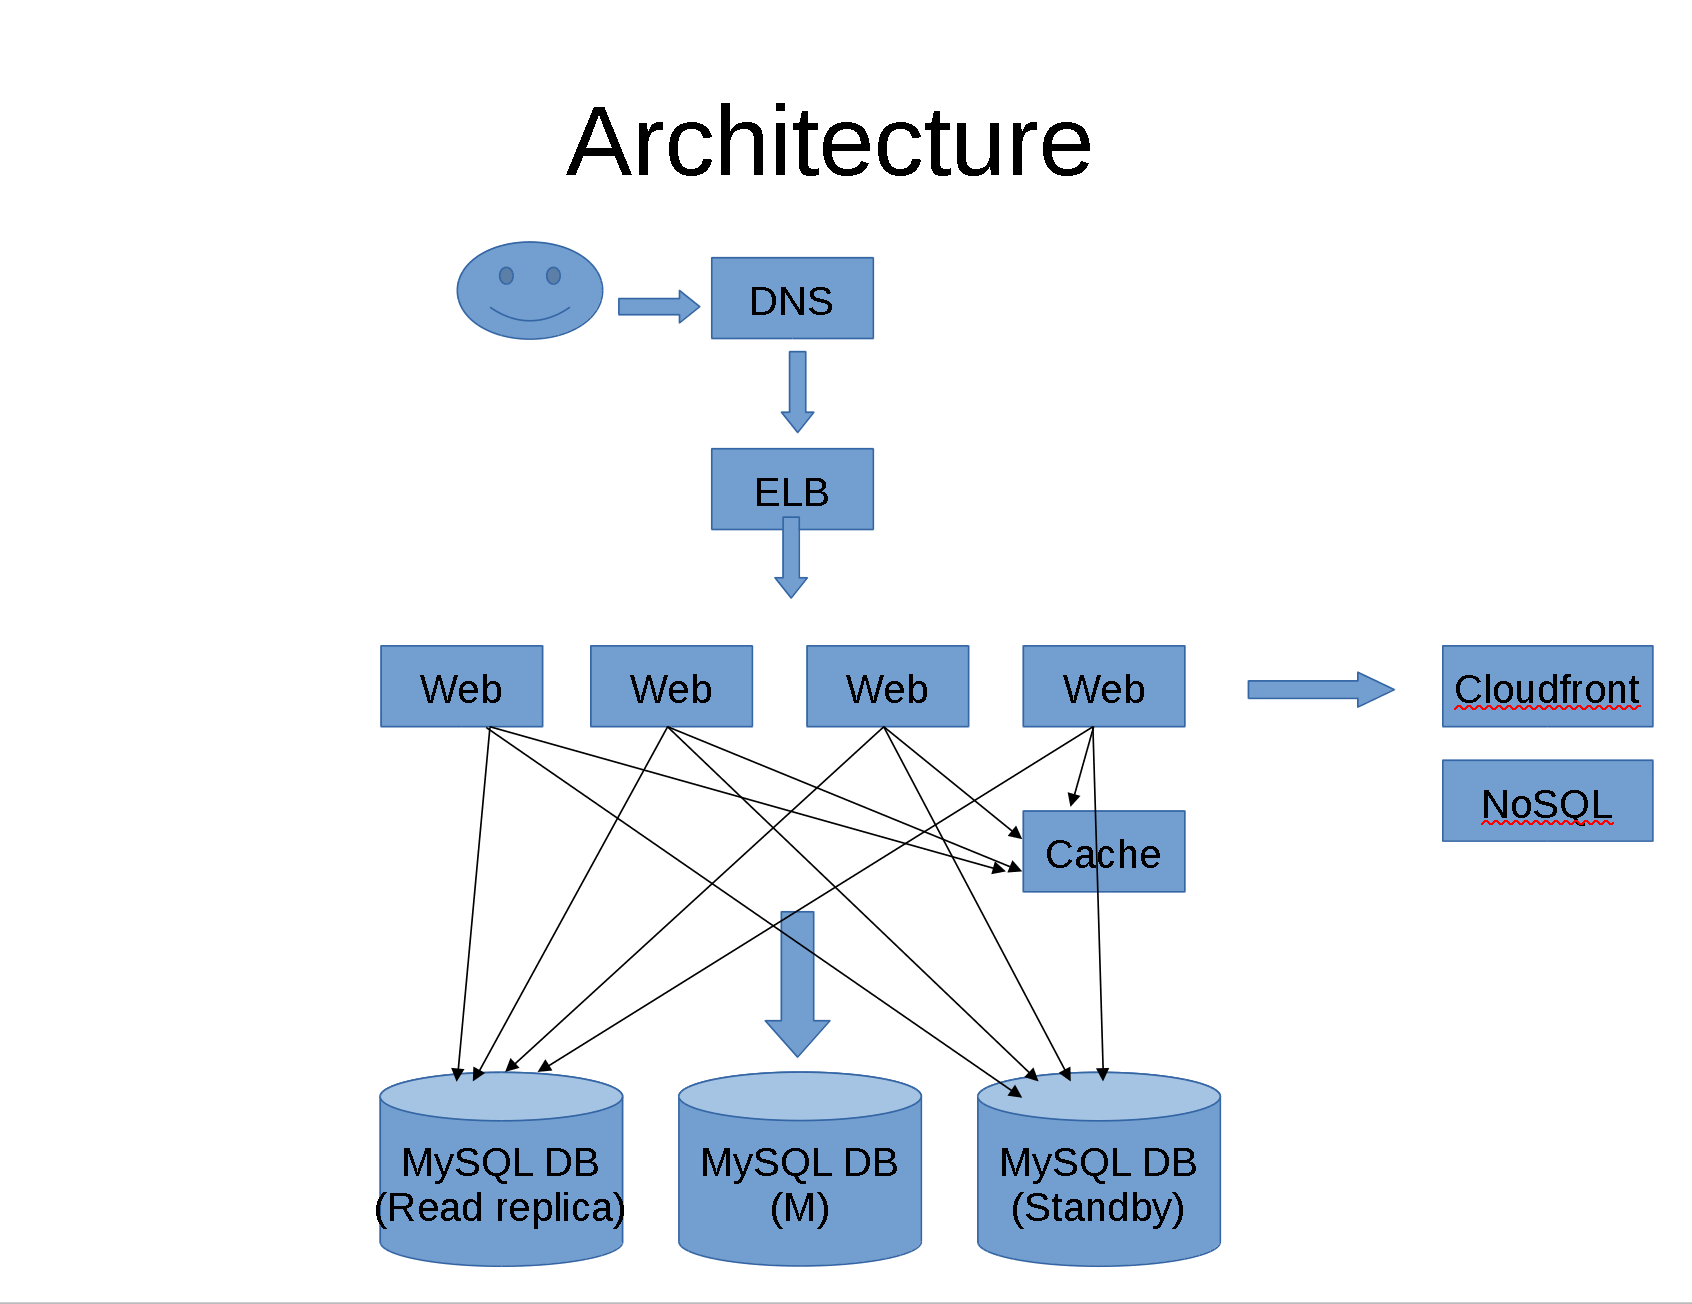 Architecture
DNS
ELB
Web
Web
Web
Web
Cloudfront
NoSQL
Cache
MySQL DB
(Read replica)
MySQL DB
(M)
MySQL DB
(Standby)